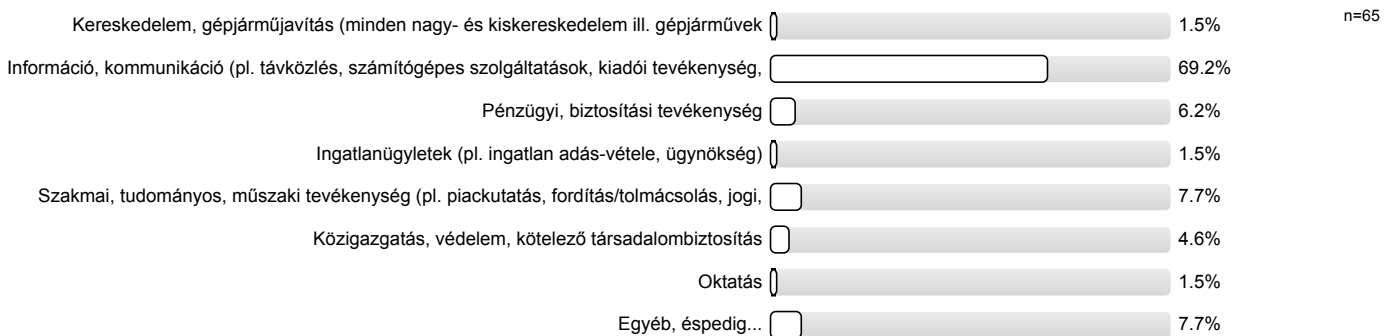 n=65
Kereskedelem, gépjárműjavítás (minden nagy- és kiskereskedelem ill. gépjárművek 1.5%
Információ, kommunikáció (pl. távközlés, számítógépes szolgáltatások, kiadói tevékenység, 69.2%
Pénzügyi, biztosítási tevékenység 6.2%
Ingatlanügyletek (pl. ingatlan adás-vétele, ügynökség) 1.5%
Szakmai, tudományos, műszaki tevékenység (pl. piackutatás, fordítás/tolmácsolás, jogi, 7.7%
Közigazgatás, védelem, kötelező társadalombiztosítás 4.6%
Oktatás 1.5%
Egyéb, éspedig... 7.7%